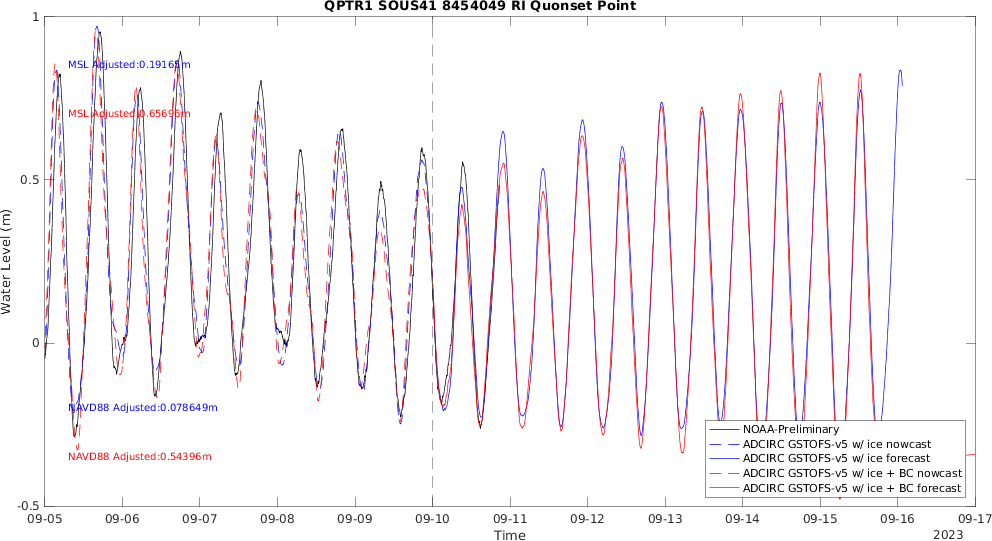 QPTR1 SOUS41 8454049 RI Quonset Point
1
MSL Adjusted:0.19165m
MSL Adjusted:0.65696m
0.5
Water Level (m)
0
NAVD88 Adjusted:0.078649m
NAVD88 Adjusted:0.54396m
NOAA-Preliminary
ADCIRC GSTOFS-v5 w/ ice nowcast
ADCIRC GSTOFS-v5 w/ ice forecast
ADCIRC GSTOFS-v5 w/ ice + BC nowcast
ADCIRC GSTOFS-v5 w/ ice + BC forecast
-0.5
09-05 09-06 09-07 09-08 09-09 09-10 09-11 09-12 09-13 09-14 09-15 09-16 09-17
Time
2023